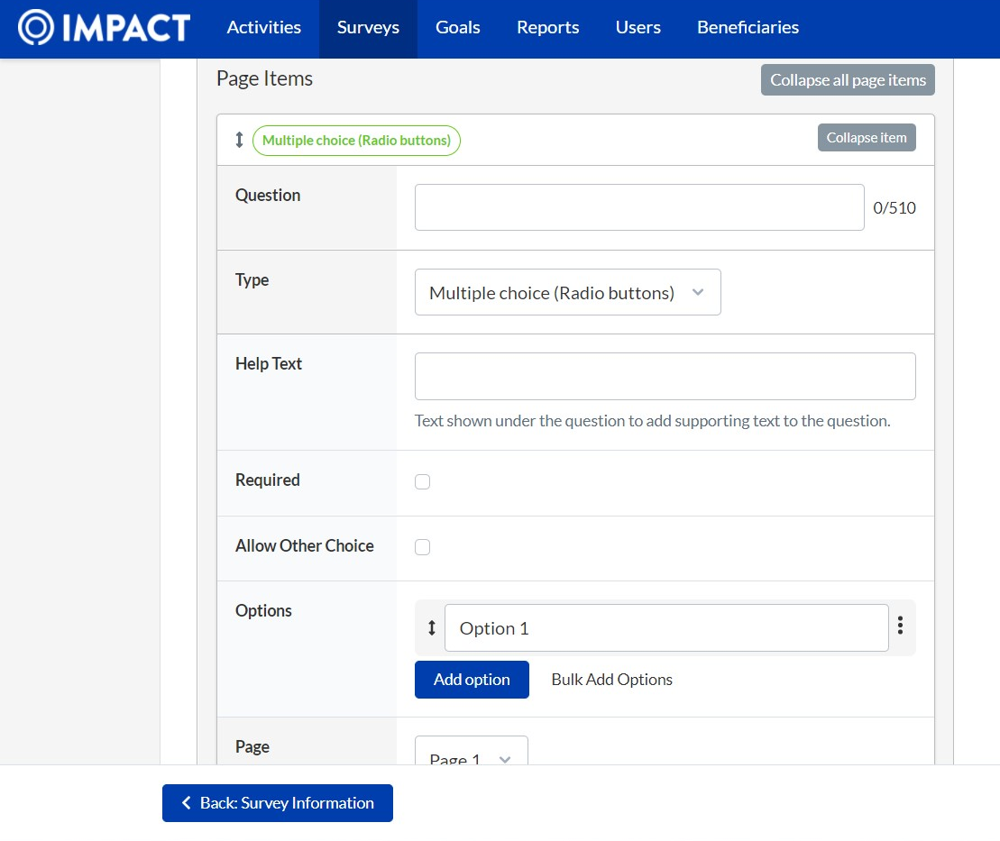 IMPACT
Activities
Surveys
Goals
Reports
Users
Beneficiaries
Page Items
Collapse all page items
Multiple choice (Radio buttons)
Collapse item
Question
0/510
Type
Multiple choice (Radio buttons)
Help Text
Text shown under the question to add supporting text to the question.
Required
Allow Other Choice
Options
Option 1
Add option
Bulk Add Options
Page
Page 1
Back: Survey Information